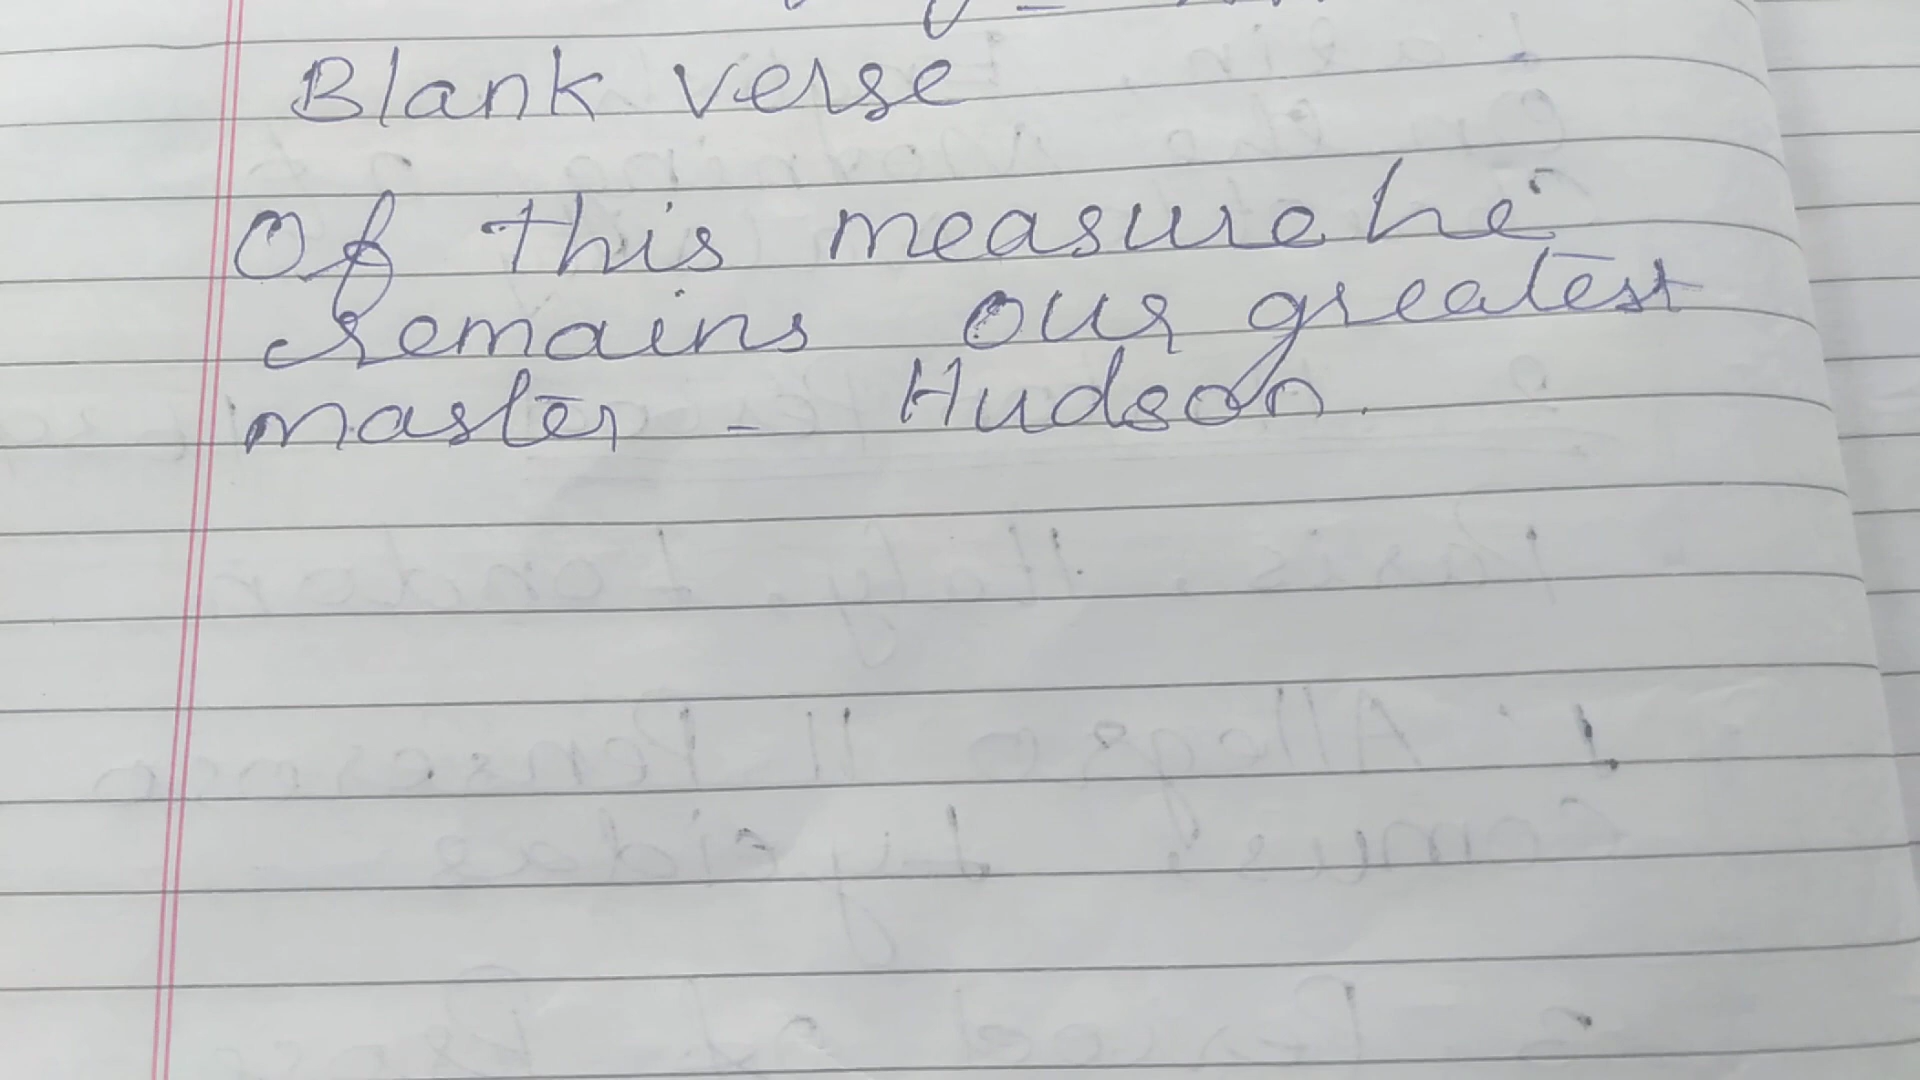 Blank verse
Of this measure he
remains our greatest
master - Hudson.